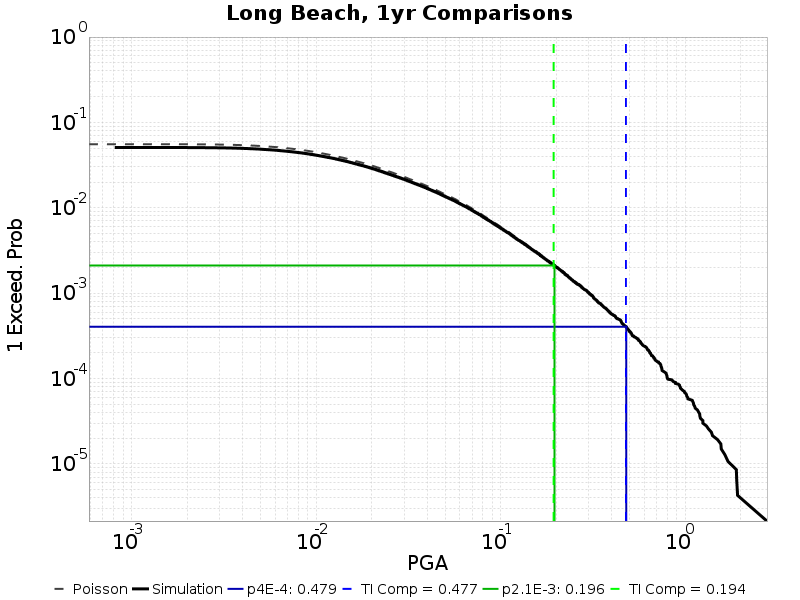 Long Beach, 1yr Comparisons
1 Exceed. Prob
10^0
10^-1
10^-2
10^-3
10^-4
10^-5
10^-3 10^-2 10^-1 10^0
PGA
Poisson Simulation p4E-4: 0.479 TI Comp = 0.477 p2.1E-3: 0.196 TI Comp = 0.194